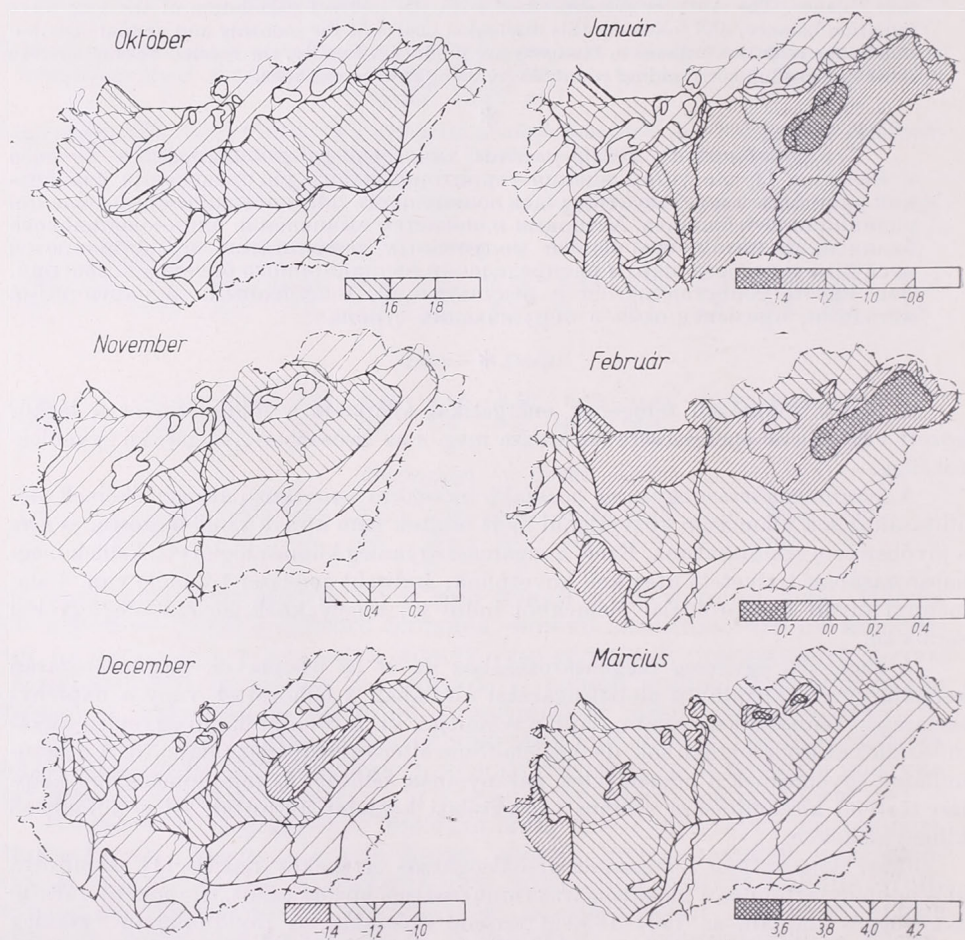 Október
1,6 1,8
Január
-1,4 -1,2 -1,0 -0,8
November
-0,4 -0,2
Február
-0,2 0,0 0,2 0,4
December
-1,4 -1,2 -1,0
Március
3,6 3,8 4,0 4,2